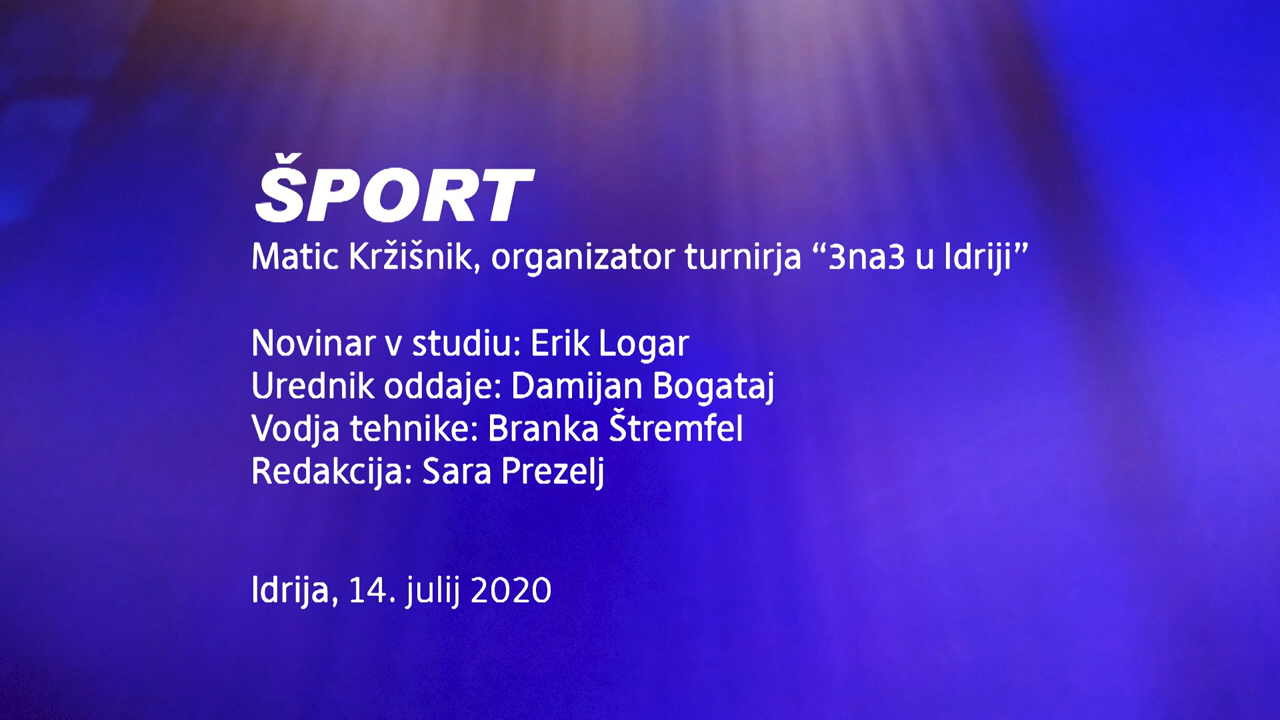 ŠPORT
Matic Kržišnik, organizator turnirja “3na3 u Idriji”
Novinar v studiu: Erik Logar
Urednik oddaje: Damijan Bogataj
Vodja tehnike: Branka Štremfel
Redakcija: Sara Prezelj
Idrija, 14. julij 2020